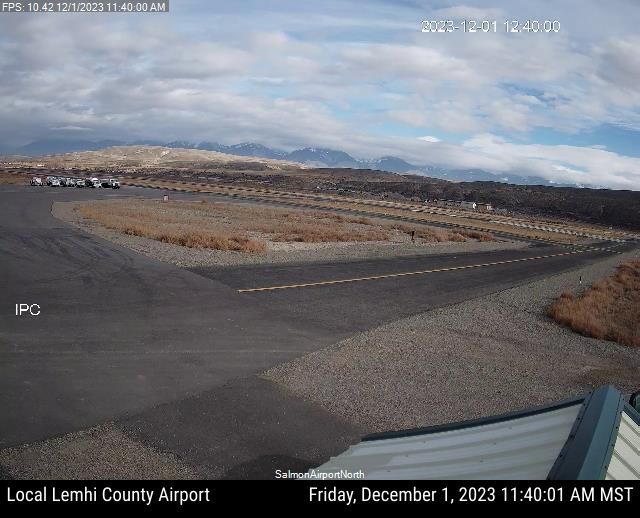 FPS: 10.42 12/1/2023 11:40:00 AM
2023-12-01 12:40:00
IPC
SalmonAirportNorth
Local Lemhi County Airport Friday, December 1, 2023 11:40:01 AM MST